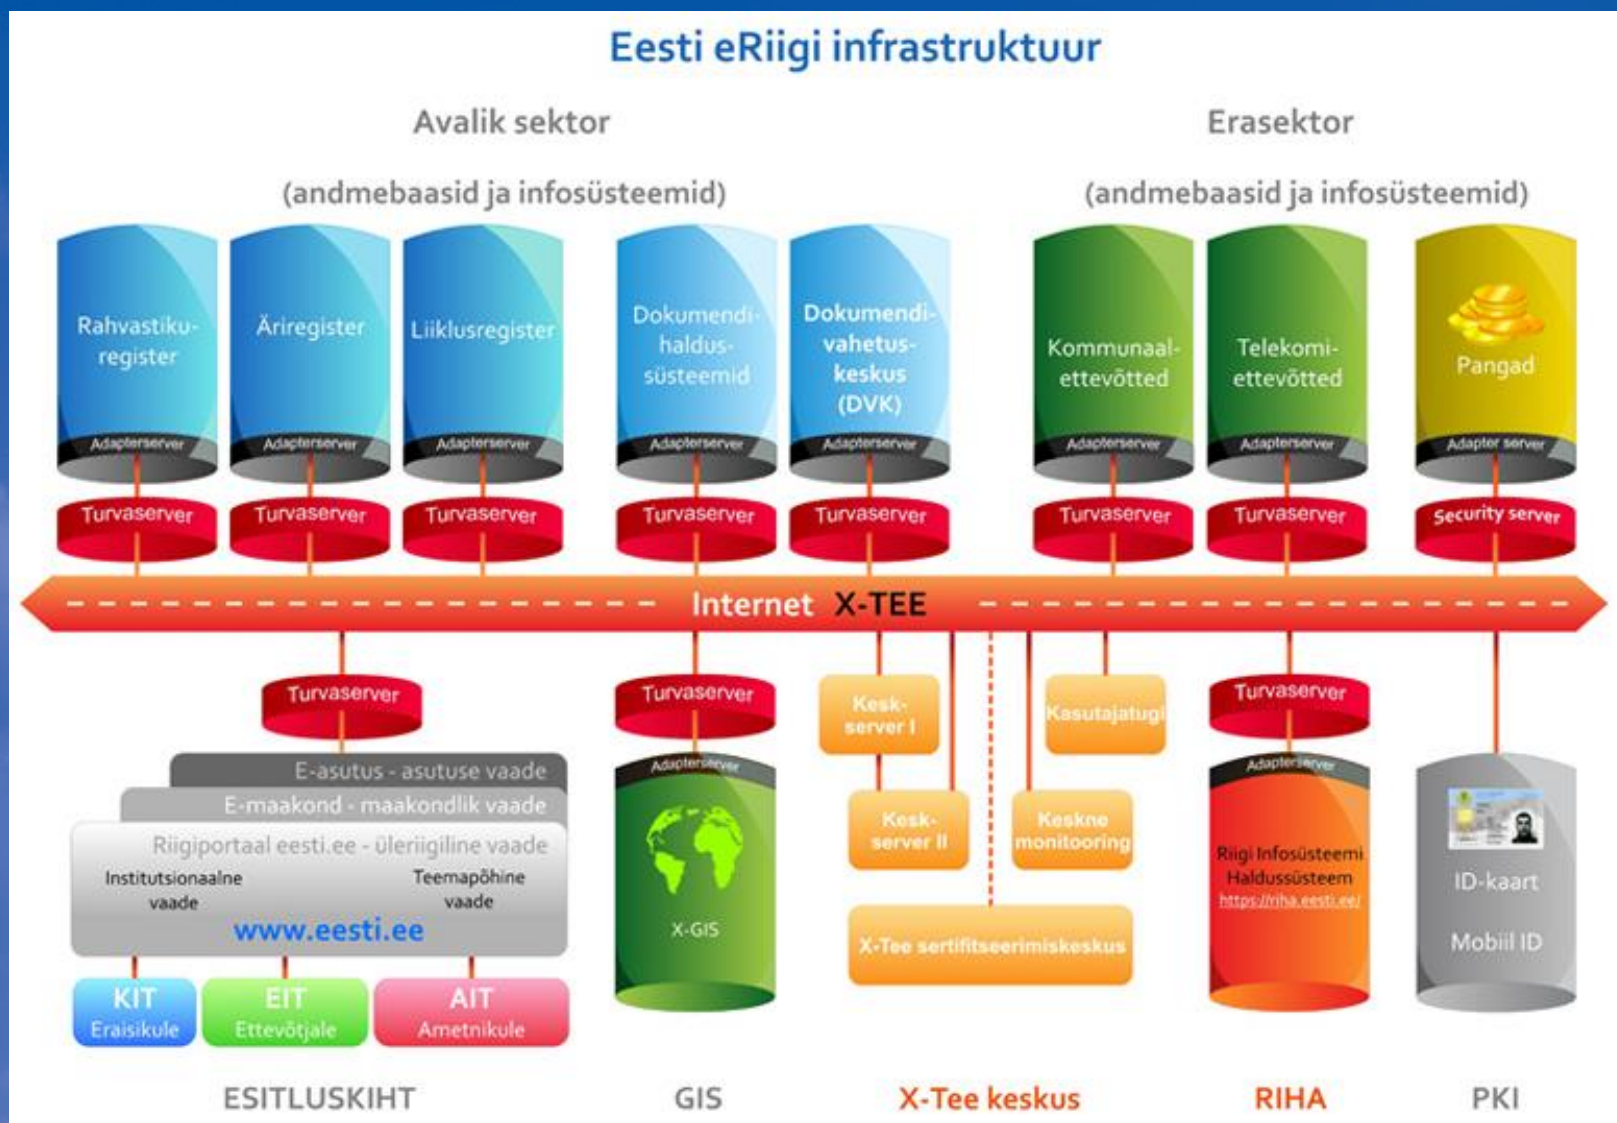 Eesti eRiigi infrastruktuur
Avalik sektor
(andmebaasid ja infosüsteemid)
Erasektor
(andmebaasid ja infosüsteemid)
Rahvastiku-
register
Adapterserver
Turvaserver
Äriregister
Adapterserver
Turvaserver
Liiklusregister
Adapterserver
Turvaserver
Dokumendi-
haldus-
süsteemid
Adapterserver
Turvaserver
Dokumendi-
vahetus-
keskus
(DVK)
Adapterserver
Turvaserver
Kommunaal-
ettevõtted
Adapterserver
Turvaserver
Telekomi-
ettevõtted
Adapterserver
Turvaserver
Pangad
Adapter server
Security server
Internet X-TEE
Turvaserver
E-asutus - asutuse vaade
E-maakond - maakondlik vaade
Riigiportaal eesti.ee - üleriigiline vaade
Institutsionaalne
vaade
Teemapõhine
vaade
www.eesti.ee
KIT
Eraisikule
EIT
Ettevõtjale
AIT
Ametnikule
ESITLUSKIHT
Turvaserver
Adapterserver
X-GIS
GIS
Kesk-
server I
Kesk-
server II
Kasutajatugi
Keskne
monitooring
X-Tee sertifitseerimiskeskus
X-Tee keskus
Turvaserver
Adapterserver
Riigi Infosüsteemi
Haldussüsteem
https://riha.eesti.ee/
RIHA
ID-kaart
Mobiil ID
PKI